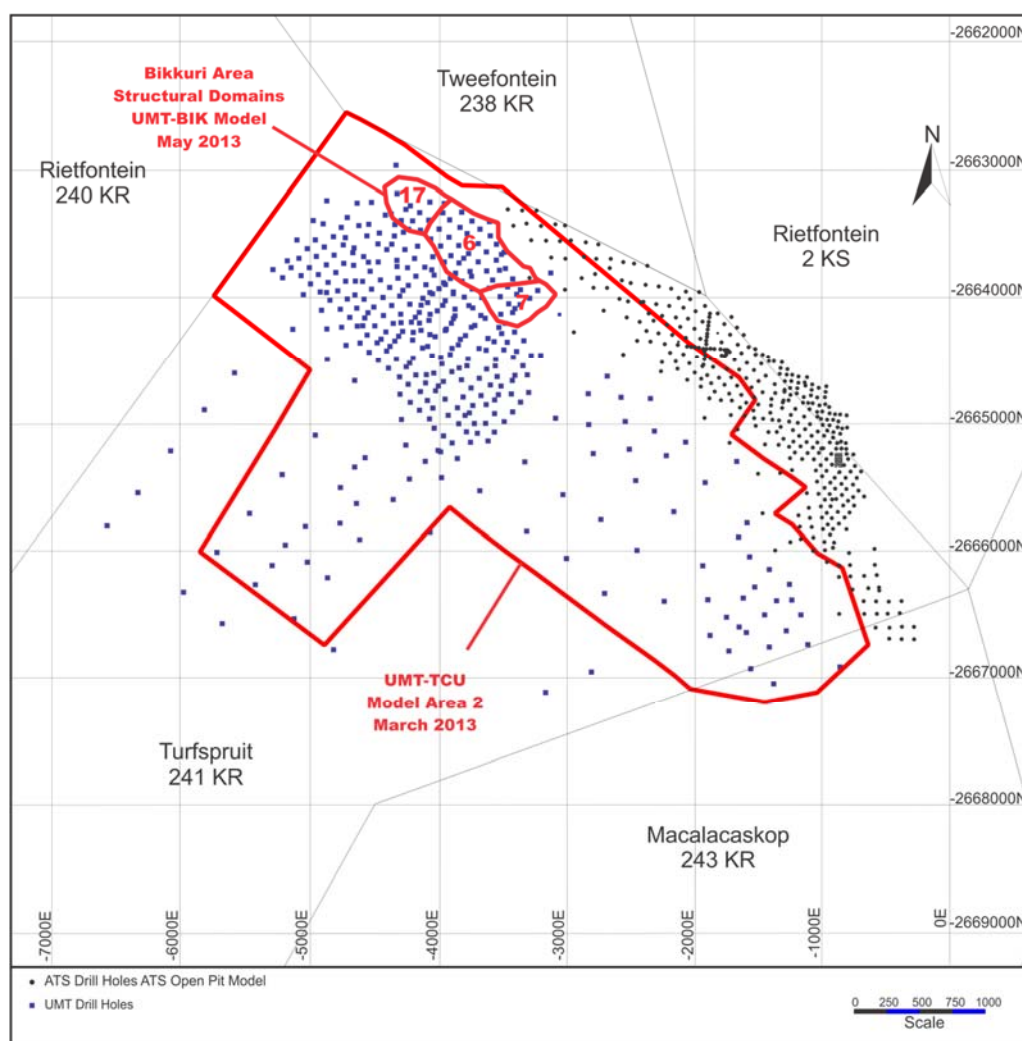 -2662000N
Bikkuri Area
Structural Domains
UMT-BIK Model
May 2013
Tweefontein
238 KR
N
-2663000N
Rietfontein
240 KR
17
6
7
Rietfontein
2 KS
-2664000N
-2665000N
-2666000N
UMT-TCU
Model Area 2
March 2013
-2667000N
Turfspruit
241 KR
-2668000N
Macalacaskop
243 KR
-2669000N
-7000E
-6000E
-5000E
-4000E
-3000E
-2000E
-1000E
0E
ATS Drill Holes ATS Open Pit Model
UMT Drill Holes
0 250 500 750 1000
Scale